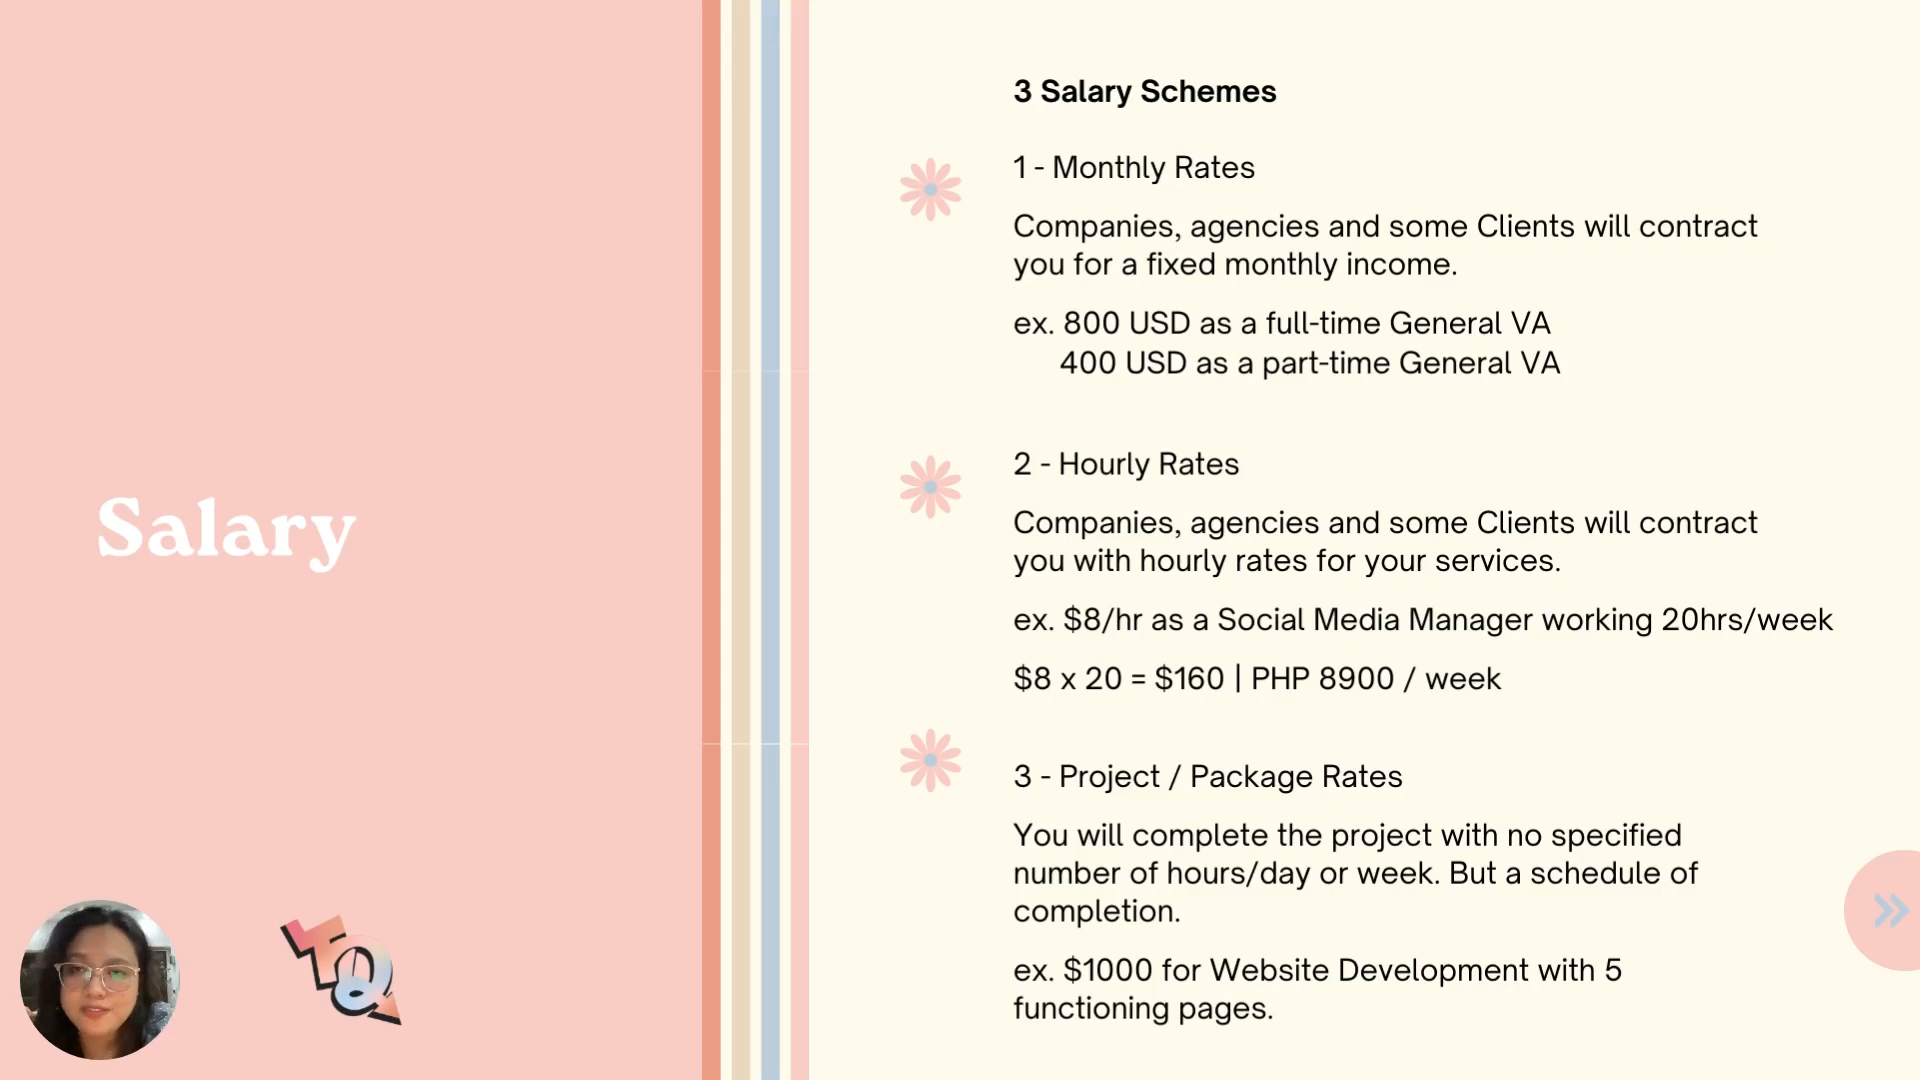 3 Salary Schemes
1 - Monthly Rates
Companies, agencies and some Clients will contract
you for a fixed monthly income.
ex. 800 USD as a full-time General VA
400 USD as a part-time General VA
2 - Hourly Rates
Companies, agencies and some Clients will contract
you with hourly rates for your services.
ex. $8/hr as a Social Media Manager working 20hrs/week
$8 x 20 = $160 | PHP 8900 / week
3 - Project / Package Rates
You will complete the project with no specified
number of hours/day or week. But a schedule of
completion.
ex. $1000 for Website Development with 5
functioning pages.
Salary
TQ